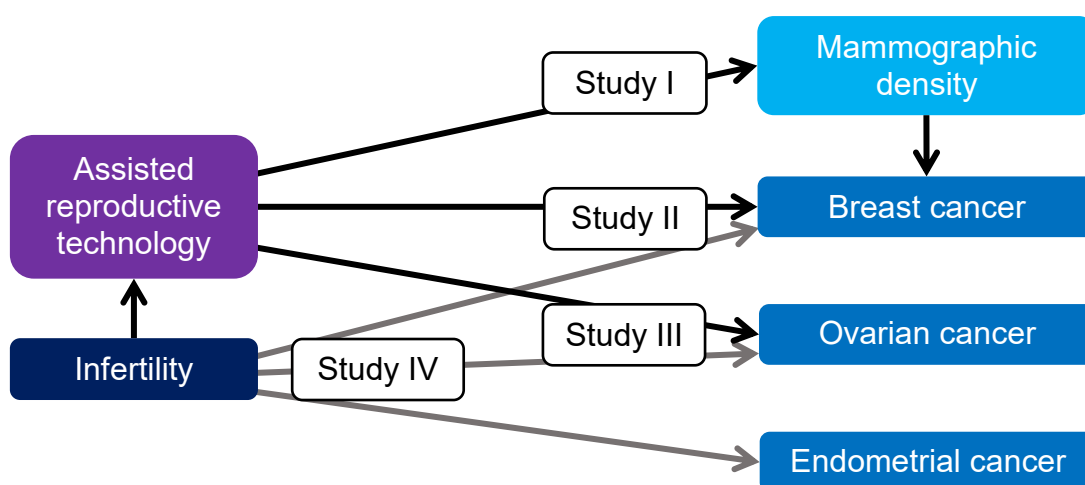 Mammographic
density
Study I
Assisted
reproductive
technology
Study II
Breast cancer
Study III
Ovarian cancer
Infertility
Study IV
Endometrial cancer